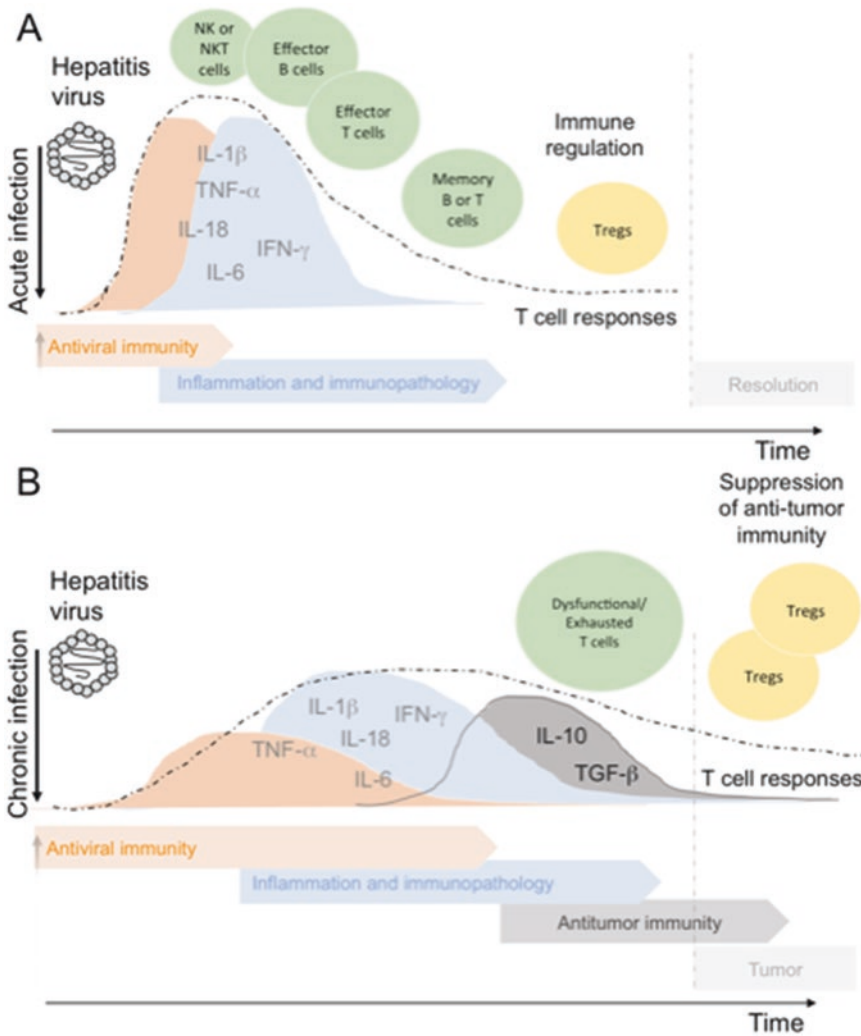 A
Hepatitis
virus
Acute infection
NK or
NKT
cells
Effector
B cells
Effector
T cells
Memory
B or T
cells
Immune
regulation
Tregs
IL-1β
TNF-α
IL-18
IFN-γ
IL-6
T cell responses
Antiviral immunity
Inflammation and immunopathology
Resolution
Time
B
Suppression
of anti-tumor
immunity
Hepatitis
virus
Chronic infection
Dysfunctional/
Exhausted
T cells
Tregs
Tregs
IL-1β
IFN-γ
TNF-α
IL-18
IL-6
IL-10
TGF-β
T cell responses
Antiviral immunity
Inflammation and immunopathology
Antitumor immunity
Tumor
Time